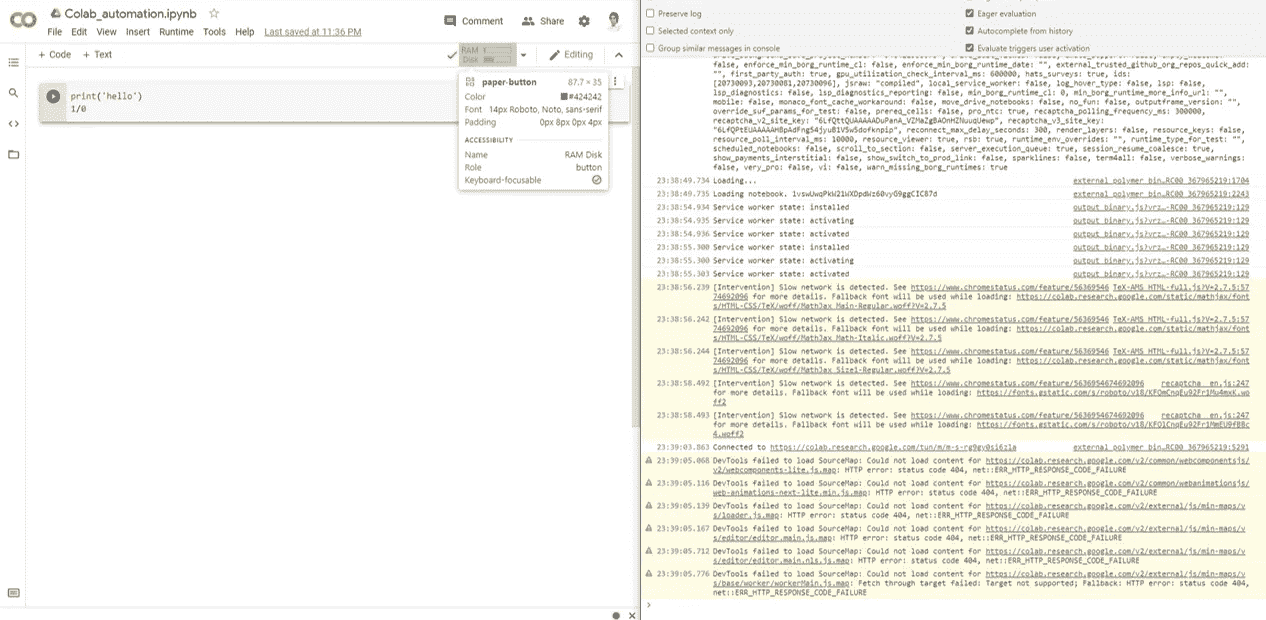 Colab_automation.ipynb
Comment
Share
File Edit View Insert Runtime Tools Help Last saved at 11:36 PM
+ Code + Text
RAM
Disk
Editing
print('hello')
1/0
paper-button 87.7 × 35
Color #424242
Font 14px Roboto, Noto, sans-serif
Padding 0px 8px 0px 4px
ACCESSIBILITY
Name RAM Disk
Role button
Keyboard-focusable
Preserve log
Eager evaluation
Selected context only
Autocomplete from history
Group similar messages in console
Evaluate triggers user activation
false, enforce_min_borg_runtime_cl: false, enforce_min_borg_runtime_date: "", external_trusted_github_org_repos_quick_add:
"", first_party_auth: true, gpu_utilization_check_interval_ms: 600000, hats_surveys: true, ids:
[20730093,20730081,20730096], jsraw: "compiled", local_service_worker: false, log_hover_type: false, lsp: false,
lsp_diagnostics: false, lsp_diagnostics_reporting: false, min_borg_runtime_cl: 0, min_borg_runtime_more_info_url: "",
mobile: false, monaco_font_cache_workaround: false, move_drive_notebooks: false, no_fun: false, outputframe_version: "",
override_suf_params_for_test: false, prereq_cells: false, pro_ntc: true, recaptcha_polling_frequency_ms: 300000,
recaptcha_v2_site_key: recaptcha_v3_site_key:
reconnect_max_delay_seconds: 300, render_layers: false, resource_keys: false,
resource_poll_interval_ms: 10000, resource_viewer: true, rsb: true, runtime_env_overrides: "", runtime_type_for_test: "",
scheduled_notebooks: false, scroll_to_section: false, server_execution_queue: true, session_resume_coalesce: true,
show_payments_interstitial: false, show_switch_to_prod_link: false, sparklines: false, term4all: false, verbose_warnings:
false, very_pro: false, vi: false, warn_missing_borg_runtimes: true
23:38:49.734 Loading... external_polymer_bin…RC00_367965219:1704
23:38:49.735 Loading notebook. external_polymer_bin…RC00_367965219:2243
23:38:54.934 Service worker state: installed output_binary.js?vrz…-RC00_367965219:129
23:38:54.935 Service worker state: activating output_binary.js?vrz…-RC00_367965219:129
23:38:54.936 Service worker state: activated output_binary.js?vrz…-RC00_367965219:129
23:38:55.300 Service worker state: installed output_binary.js?vrz…-RC00_367965219:129
23:38:55.300 Service worker state: activating output_binary.js?vrz…-RC00_367965219:129
23:38:55.303 Service worker state: activated output_binary.js?vrz…-RC00_367965219:129
23:38:56.239 [Intervention] Slow network is detected. See https://www.chromestatus.com/feature/56369546 TeX-AMS_HTML-full.js?V=2.7.5:57
74692096 for more details. Fallback font will be used while loading: https://colab.research.google.com/static/mathjax/font
s/HTML-CSS/TeX/woff/MathJax_Main-Regular.woff?V=2.7.5
23:38:56.242 [Intervention] Slow network is detected. See https://www.chromestatus.com/feature/56369546 TeX-AMS_HTML-full.js?V=2.7.5:57
74692096 for more details. Fallback font will be used while loading: https://colab.research.google.com/static/mathjax/font
s/HTML-CSS/TeX/woff/MathJax_Math-Italic.woff?V=2.7.5
23:38:56.244 [Intervention] Slow network is detected. See https://www.chromestatus.com/feature/56369546 TeX-AMS_HTML-full.js?V=2.7.5:57
74692096 for more details. Fallback font will be used while loading: https://colab.research.google.com/static/mathjax/font
s/HTML-CSS/TeX/woff/MathJax_Size1-Regular.woff?V=2.7.5
23:38:58.492 [Intervention] Slow network is detected. See https://www.chromestatus.com/feature/5636954674692096 recaptcha__en.js:247
for more details. Fallback font will be used while loading: https://fonts.gstatic.com/s/roboto/v18/KFOmCnqEu92Fr1Mu4mxK.wo
ff2
23:38:58.493 [Intervention] Slow network is detected. See https://www.chromestatus.com/feature/5636954674692096 recaptcha__en.js:247
for more details. Fallback font will be used while loading: https://fonts.gstatic.com/s/roboto/v18/KFOlCnqEu92Fr1MmEU9fBBc
4.woff2
23:39:03.863 Connected to external_polymer_bin…RC00_367965219:5291
23:39:05.068 DevTools failed to load SourceMap: Could not load content for https://colab.research.google.com/v2/common/webcomponentsjs/
v2/webcomponents-lite.js.map: HTTP error: status code 404, net::ERR_HTTP_RESPONSE_CODE_FAILURE
23:39:05.116 DevTools failed to load SourceMap: Could not load content for https://colab.research.google.com/v2/common/webanimationsjs/
web-animations-next-lite.min.js.map: HTTP error: status code 404, net::ERR_HTTP_RESPONSE_CODE_FAILURE
23:39:05.139 DevTools failed to load SourceMap: Could not load content for https://colab.research.google.com/v2/external/js/min-maps/v
s/loader.js.map: HTTP error: status code 404, net::ERR_HTTP_RESPONSE_CODE_FAILURE
23:39:05.167 DevTools failed to load SourceMap: Could not load content for https://colab.research.google.com/v2/external/js/min-maps/v
s/editor/editor.main.js.map: HTTP error: status code 404, net::ERR_HTTP_RESPONSE_CODE_FAILURE
23:39:05.712 DevTools failed to load SourceMap: Could not load content for https://colab.research.google.com/v2/external/js/min-maps/v
s/editor/editor.main.nls.js.map: HTTP error: status code 404, net::ERR_HTTP_RESPONSE_CODE_FAILURE
23:39:05.776 DevTools failed to load SourceMap: Could not load content for https://colab.research.google.com/v2/external/js/min-maps/v
s/base/worker/workerMain.js.map: Fetch through target failed: Target not supported; Fallback: HTTP error: status code 404,
net::ERR_HTTP_RESPONSE_CODE_FAILURE